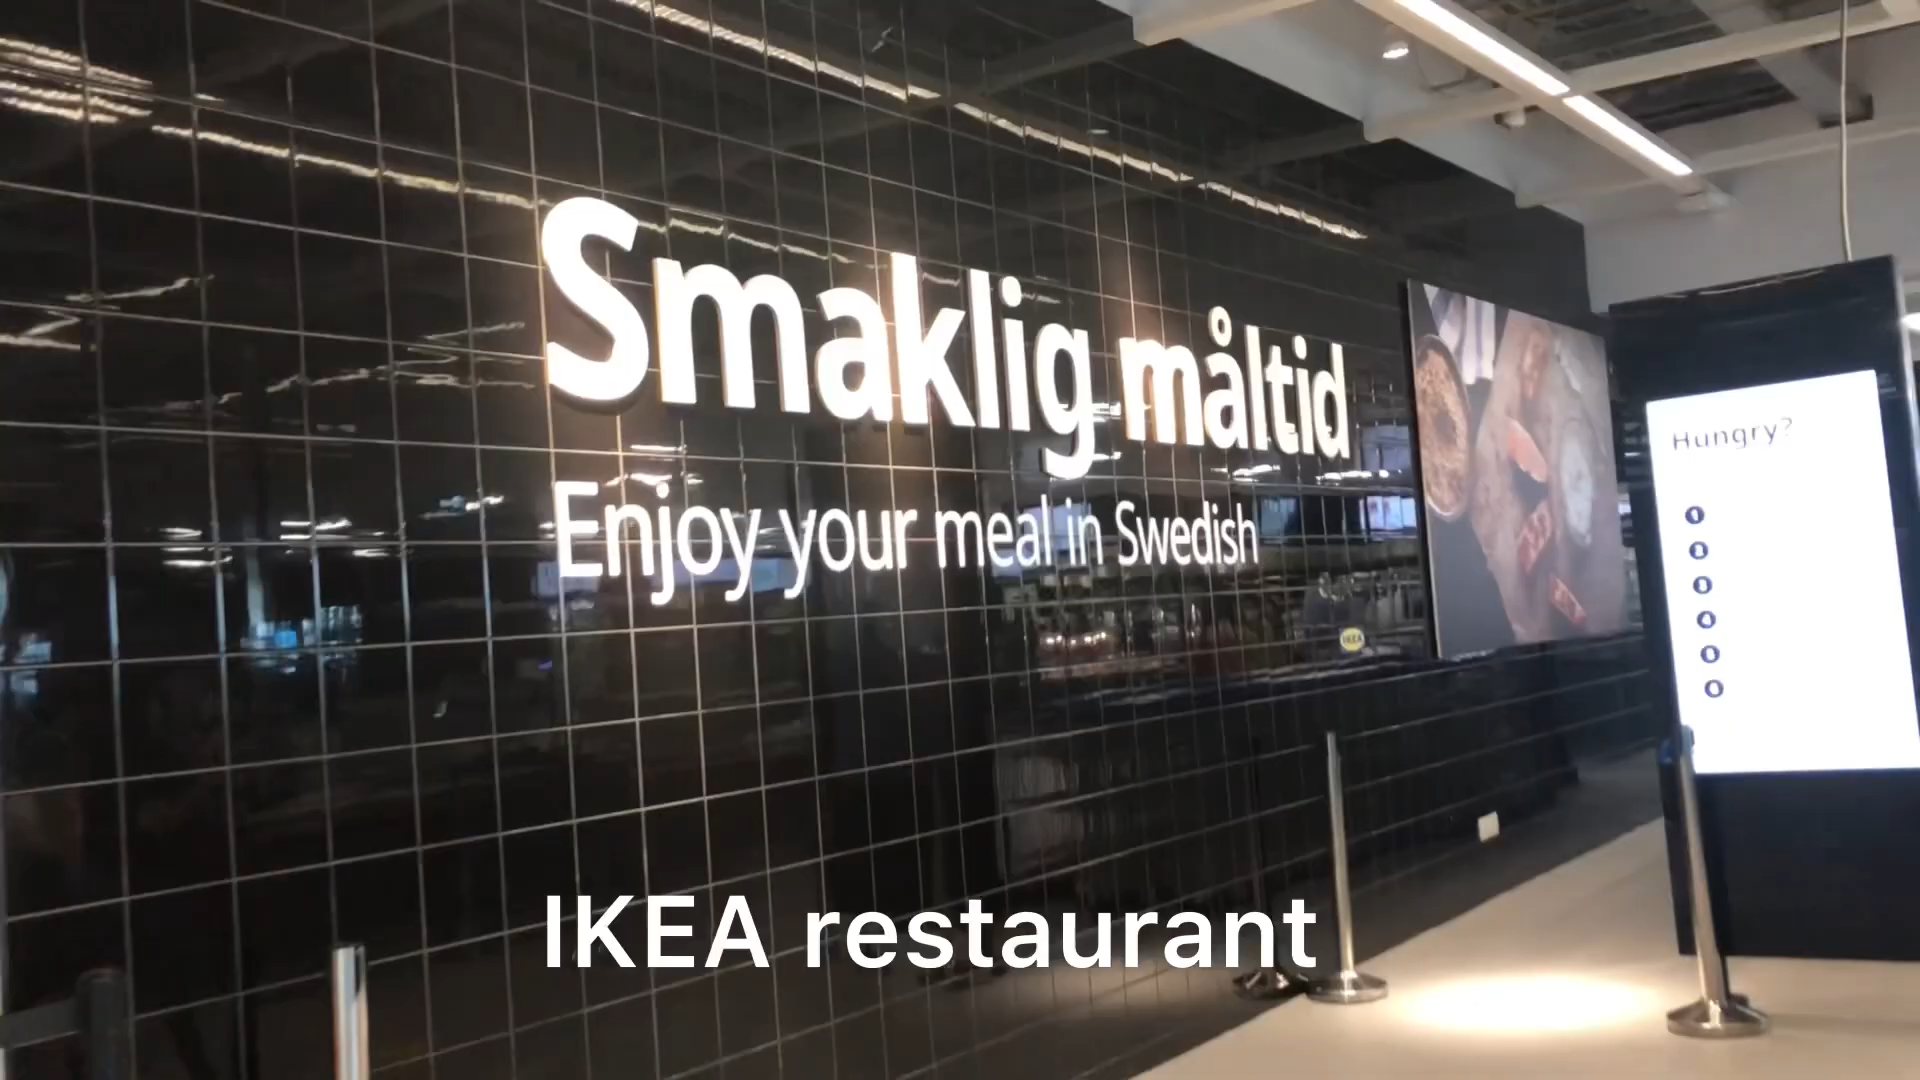 Smaklig måltid
Enjoy your meal in Swedish
IKEA
Hungry?
IKEA restaurant